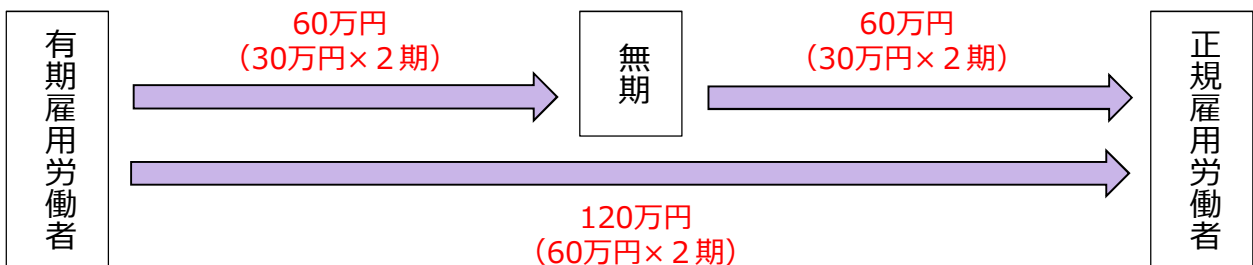 有期雇用労働者
60万円
（30万円×２期）
無期
60万円
（30万円×２期）
正規雇用労働者
120万円
（60万円×２期）